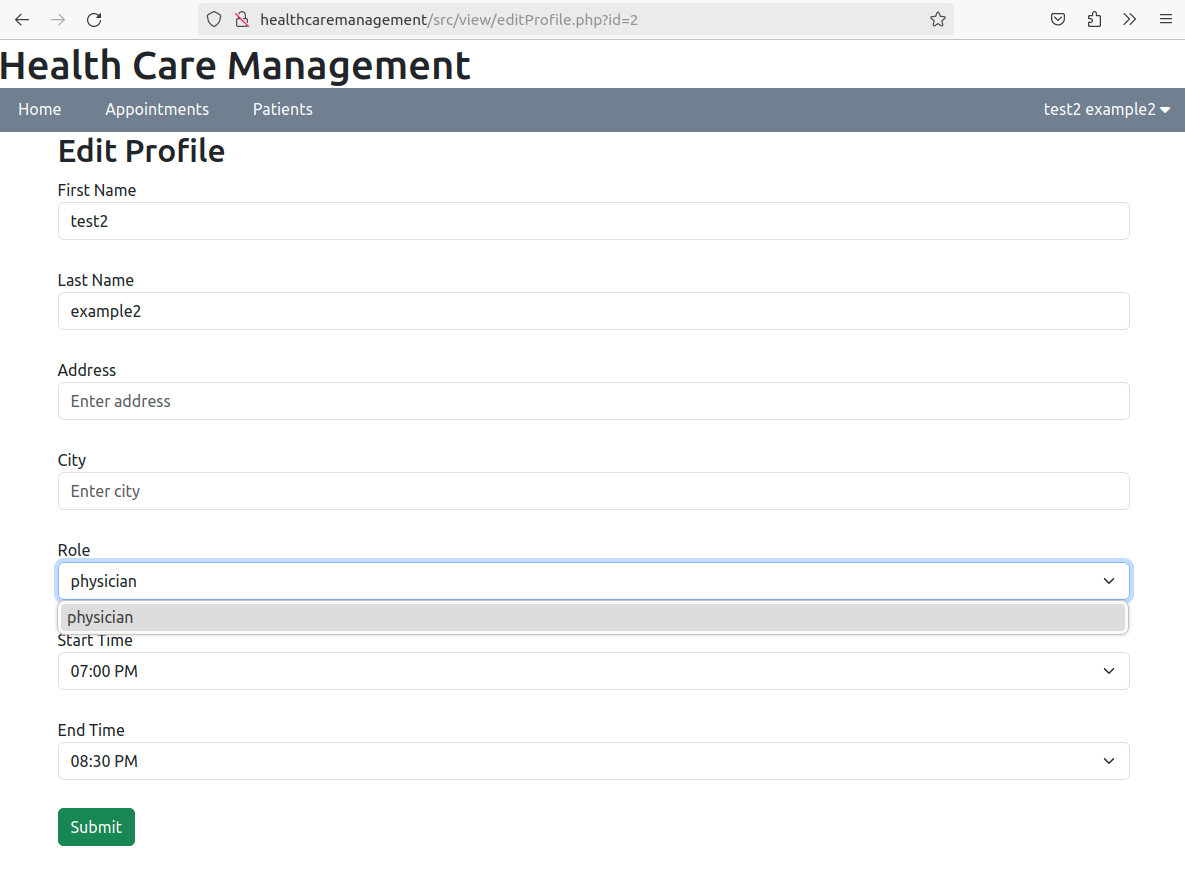 healthcaremanagement/src/view/editProfile.php?id=2
Health Care Management
Home Appointments Patients test2 example2
Edit Profile
First Name
test2
Last Name
example2
Address
Enter address
City
Enter city
Role
physician
physician
Start Time
07:00 PM
End Time
08:30 PM
Submit